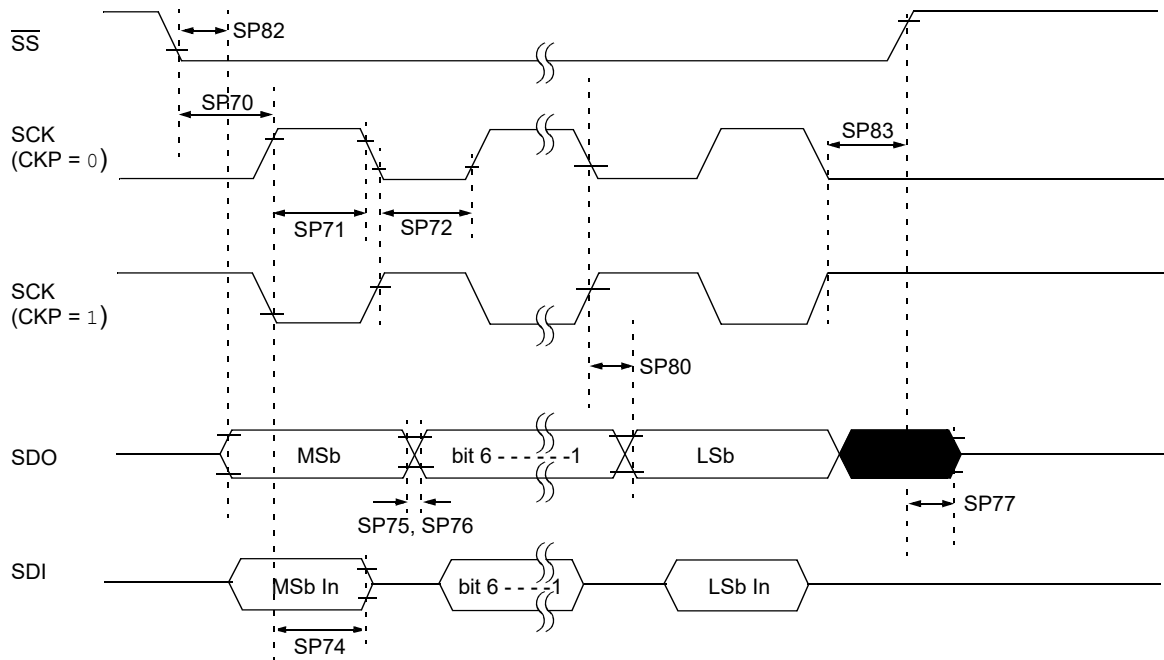 SS
SP82
SP70
SCK
(CKP = 0)
SP83
SP71
SP72
SCK
(CKP = 1)
SP80
SDO
MSb
bit 6 - - - - - - -1
LSb
SP75, SP76
SP77
SDI
MSb In
bit 6 - - - - -1
LSb In
SP74